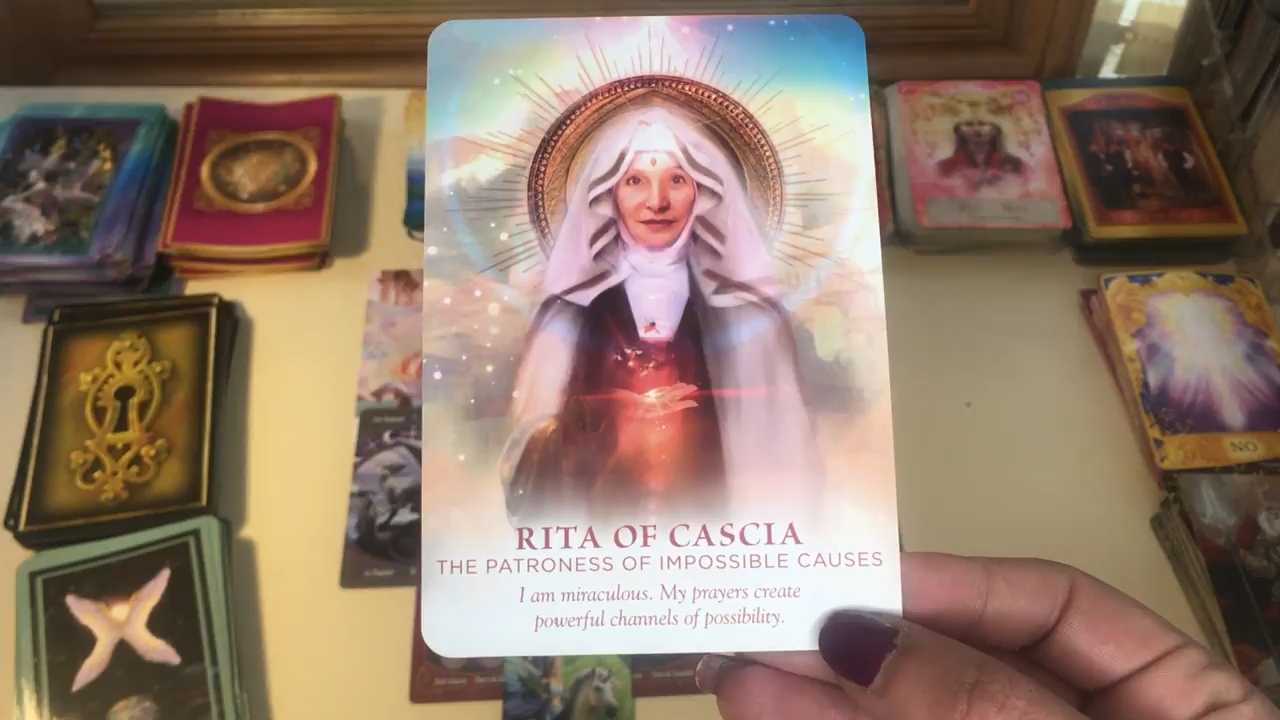 RITA OF CASCIA
THE PATRONESS OF IMPOSSIBLE CAUSES
I am miraculous. My prayers create
powerful channels of possibility.
NO